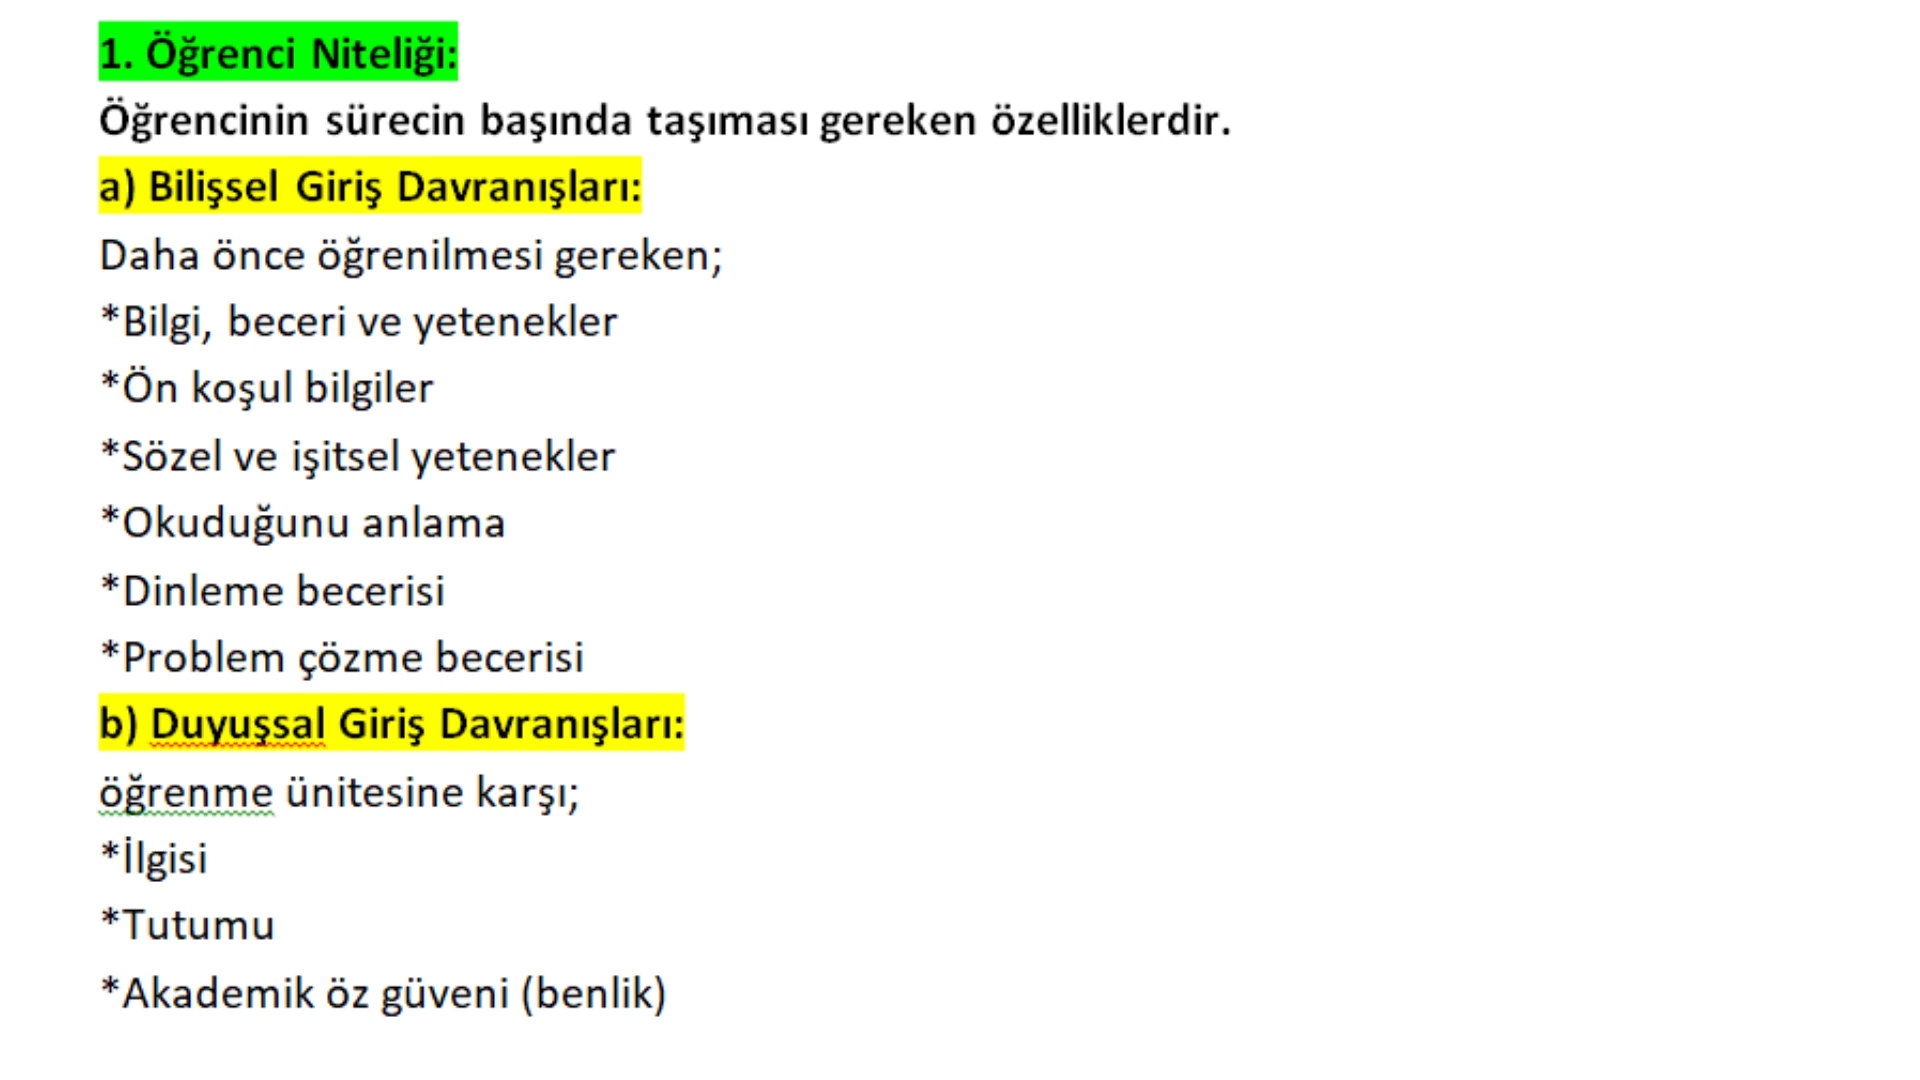 1. Öğrenci Niteliği:
Öğrencinin sürecin başında taşıması gereken özelliklerdir.
a) Bilişsel Giriş Davranışları:
Daha önce öğrenilmesi gereken;
*Bilgi, beceri ve yetenekler
*Ön koşul bilgiler
*Sözel ve işitsel yetenekler
*Okuduğunu anlama
*Dinleme becerisi
*Problem çözme becerisi
b) Duyuşsal Giriş Davranışları:
öğrenme ünitesine karşı;
*İlgisi
*Tutumu
*Akademik öz güveni (benlik)